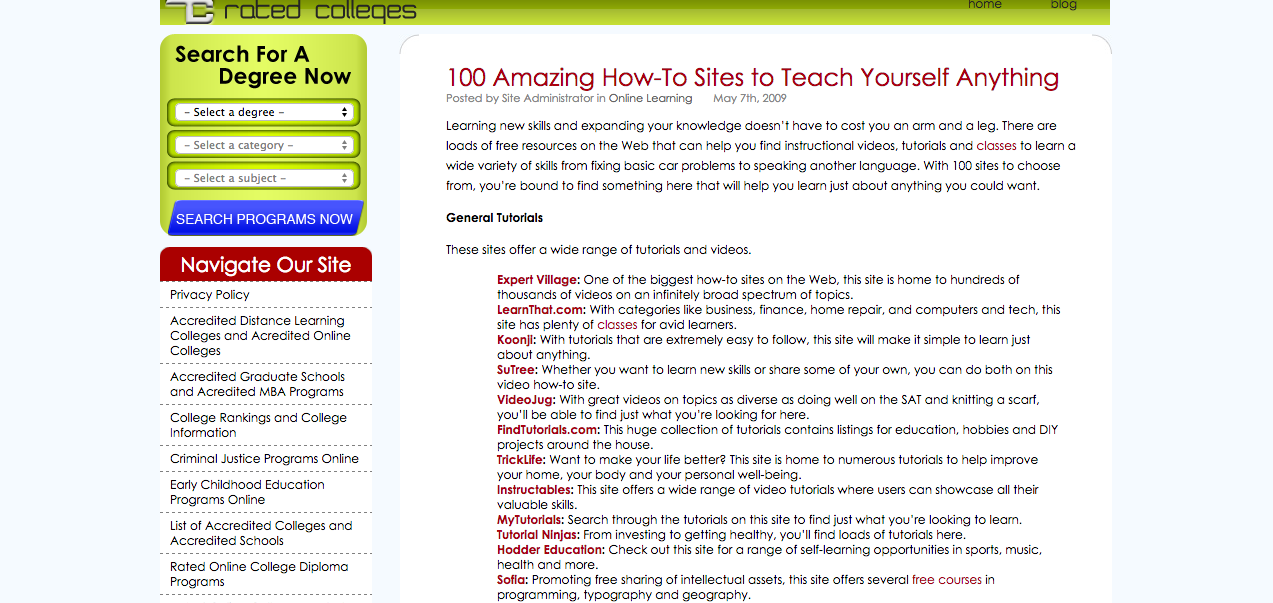 rated colleges
home blog
Search For A
Degree Now
– Select a degree –
– Select a category –
– Select a subject –
SEARCH PROGRAMS NOW
Navigate Our Site
Privacy Policy
Accredited Distance Learning
Colleges and Acredited Online
Colleges
Accredited Graduate Schools
and Acredited MBA Programs
College Rankings and College
Information
Criminal Justice Programs Online
Early Childhood Education
Programs Online
List of Accredited Colleges and
Accredited Schools
Rated Online College Diploma
Programs
100 Amazing How-To Sites to Teach Yourself Anything
Posted by Site Administrator in Online Learning May 7th, 2009
Learning new skills and expanding your knowledge doesn’t have to cost you an arm and a leg. There are
loads of free resources on the Web that can help you find instructional videos, tutorials and classes to learn a
wide variety of skills from fixing basic car problems to speaking another language. With 100 sites to choose
from, you’re bound to find something here that will help you learn just about anything you could want.
General Tutorials
These sites offer a wide range of tutorials and videos.
Expert Village: One of the biggest how-to sites on the Web, this site is home to hundreds of
thousands of videos on an infinitely broad spectrum of topics.
LearnThat.com: With categories like business, finance, home repair, and computers and tech, this
site has plenty of classes for avid learners.
Koonji: With tutorials that are extremely easy to follow, this site will make it simple to learn just
about anything.
SuTree: Whether you want to learn new skills or share some of your own, you can do both on this
video how-to site.
VideoJug: With great videos on topics as diverse as doing well on the SAT and knitting a scarf,
you’ll be able to find just what you’re looking for here.
FindTutorials.com: This huge collection of tutorials contains listings for education, hobbies and DIY
projects around the house.
TrickLife: Want to make your life better? This site is home to numerous tutorials to help improve
your home, your body and your personal well-being.
Instructables: This site offers a wide range of video tutorials where users can showcase all their
valuable skills.
MyTutorials: Search through the tutorials on this site to find just what you’re looking to learn.
Tutorial Ninjas: From investing to getting healthy, you’ll find loads of tutorials here.
Hodder Education: Check out this site for a range of self-learning opportunities in sports, music,
health and more.
Sofia: Promoting free sharing of intellectual assets, this site offers several free courses in
programming, typography and geography.